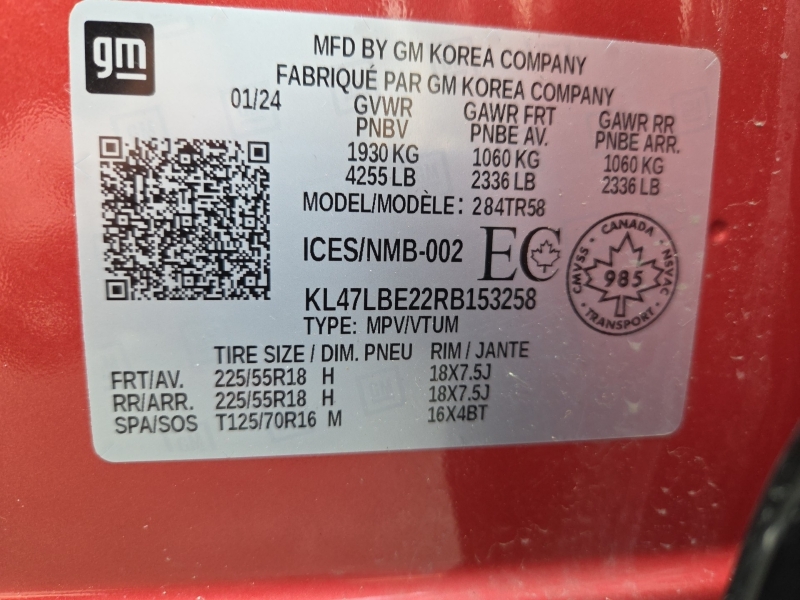 gm
MFD BY GM KOREA COMPANY
FABRIQUÉ PAR GM KOREA COMPANY
01/24 GVWR GAWR FRT GAWR RR
PNBV PNBE AV. PNBE ARR.
1930 KG 1060 KG 1060 KG
4255 LB 2336 LB 2336 LB
MODEL/MODÈLE: 284TR58
ICES/NMB-002 EC
CANADA
CMVSS 985 NSVAC
TRANSPORT
KL47LBE22RB153258
TYPE: MPV/VTUM
TIRE SIZE / DIM. PNEU RIM / JANTE
FRT/AV. 225/55R18 H 18X7.5J
RR/ARR. 225/55R18 H 18X7.5J
SPA/SOS T125/70R16 M 16X4BT